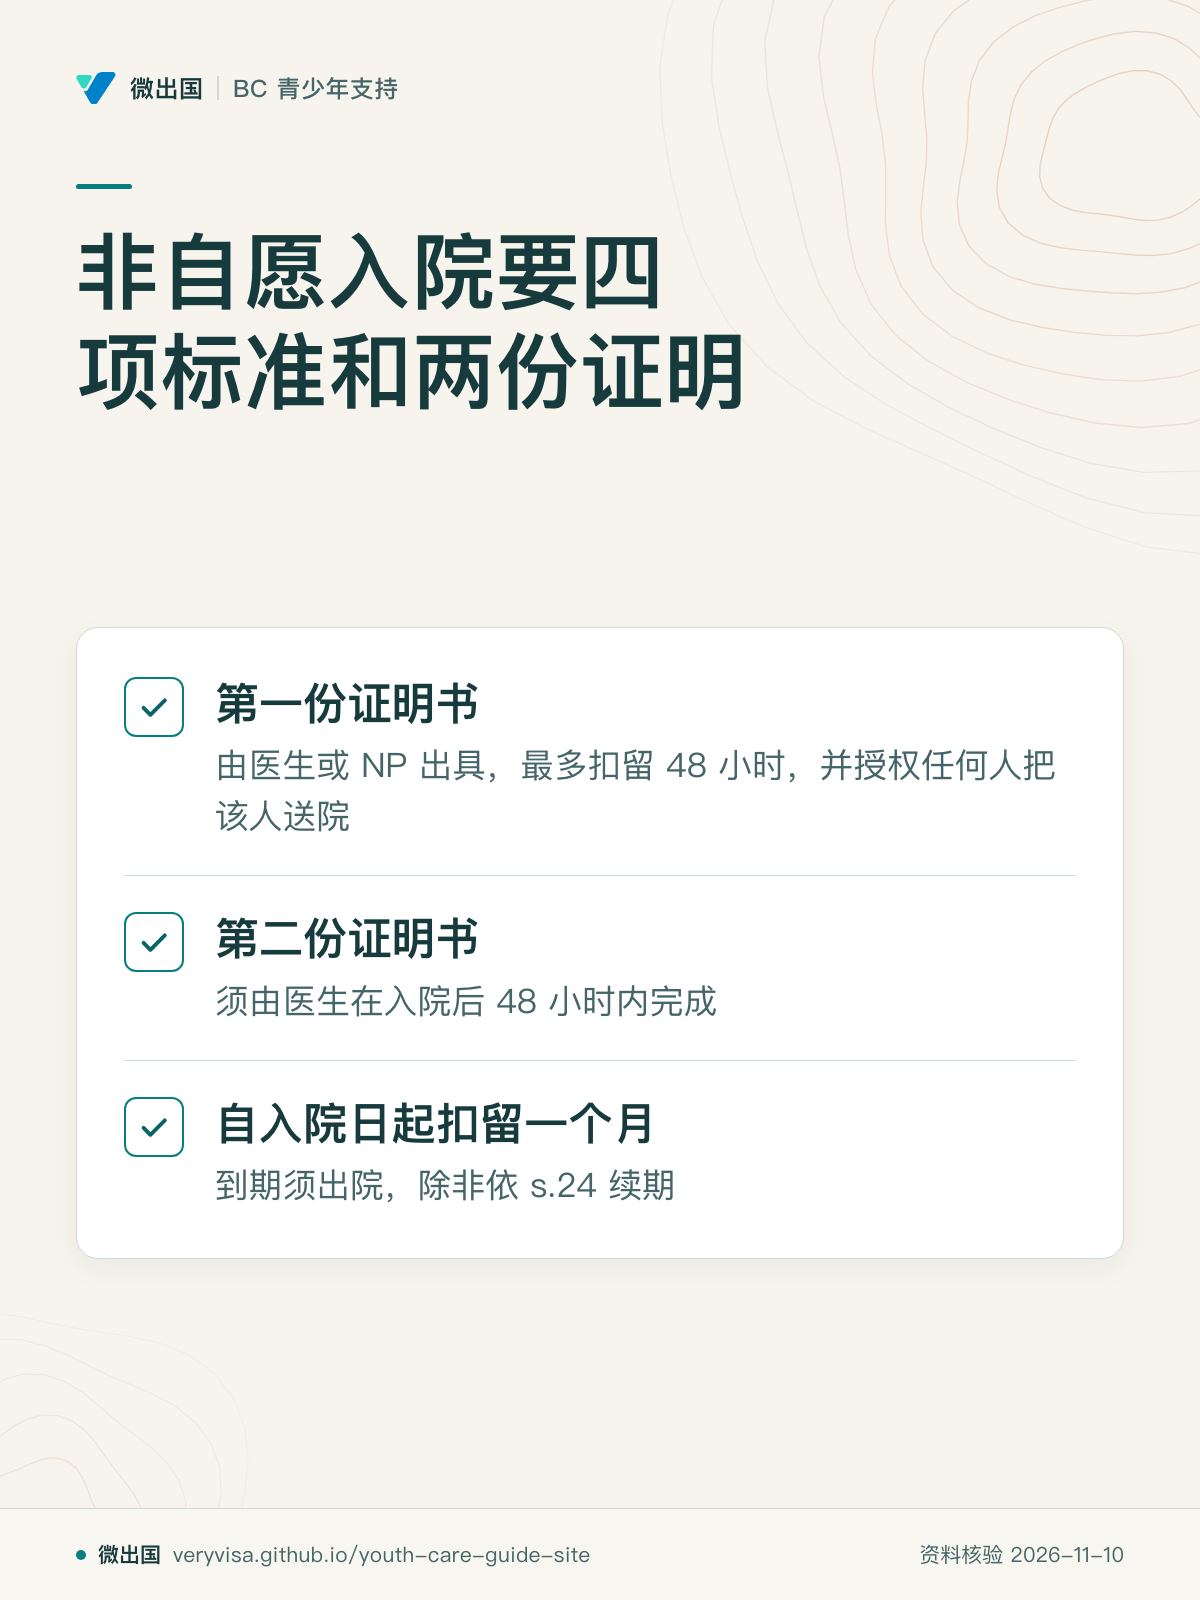 微出国 | BC 青少年支持
非自愿入院要四
项标准和两份证明
第一份证明书
由医生或 NP 出具，最多扣留 48 小时，并授权任何人把
该人送院
第二份证明书
须由医生在入院后 48 小时内完成
自入院日起扣留一个月
到期须出院，除非依 s.24 续期
微出国 veryvisa.github.io/youth-care-guide-site
资料核验 2026-11-10